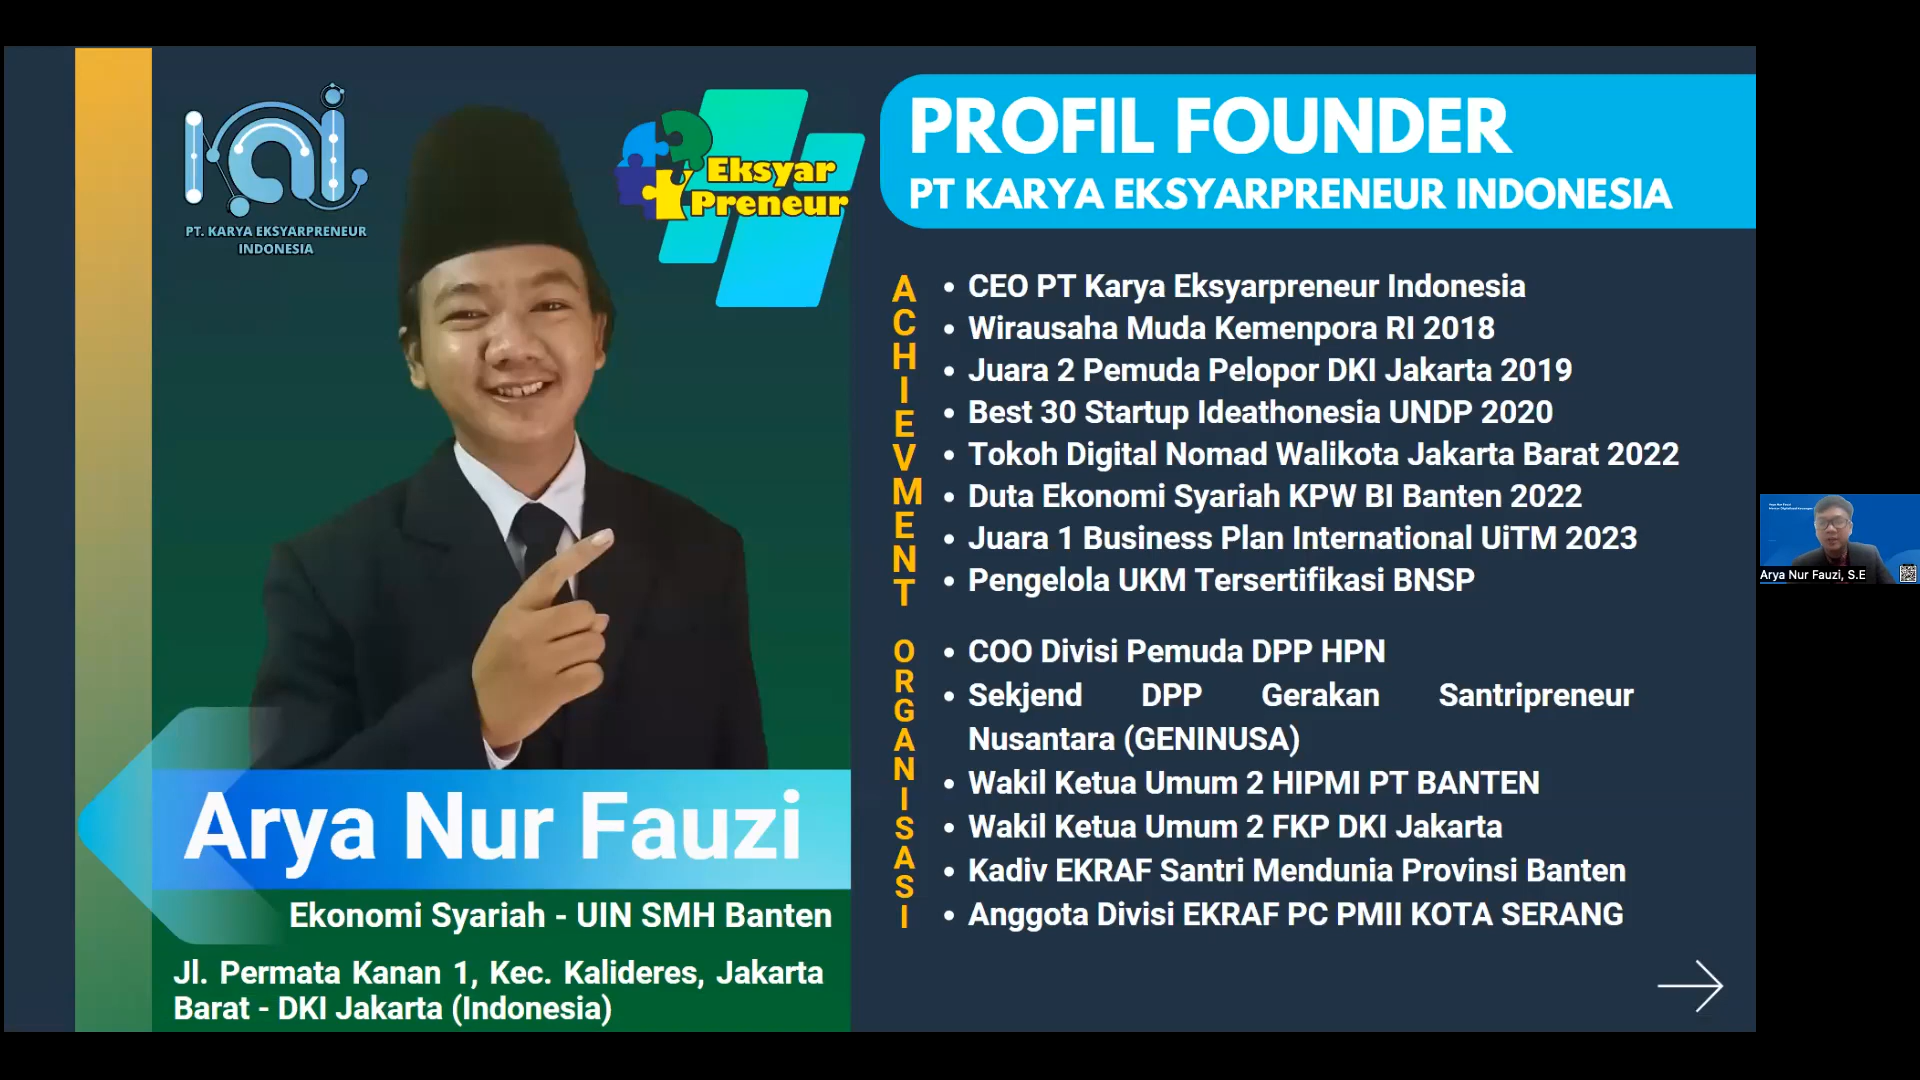 PT. KARYA EKSYARPRENEUR
INDONESIA
Eksyar
Preneur
PROFIL FOUNDER
PT KARYA EKSYARPRENEUR INDONESIA
ACHIEVMENT
CEO PT Karya Eksyarpreneur Indonesia
Wirausaha Muda Kemenpora RI 2018
Juara 2 Pemuda Pelopor DKI Jakarta 2019
Best 30 Startup Ideathonesia UNDP 2020
Tokoh Digital Nomad Walikota Jakarta Barat 2022
Duta Ekonomi Syariah KPW BI Banten 2022
Juara 1 Business Plan International UiTM 2023
Pengelola UKM Tersertifikasi BNSP
ORGANISASI
COO Divisi Pemuda DPP HPN
Sekjend DPP Gerakan Santripreneur
Nusantara (GENINUSA)
Wakil Ketua Umum 2 HIPMI PT BANTEN
Wakil Ketua Umum 2 FKP DKI Jakarta
Kadiv EKRAF Santri Mendunia Provinsi Banten
Anggota Divisi EKRAF PC PMII KOTA SERANG
Arya Nur Fauzi
Ekonomi Syariah - UIN SMH Banten
Jl. Permata Kanan 1, Kec. Kalideres, Jakarta
Barat - DKI Jakarta (Indonesia)
Arya Nur Fauzi, S.E